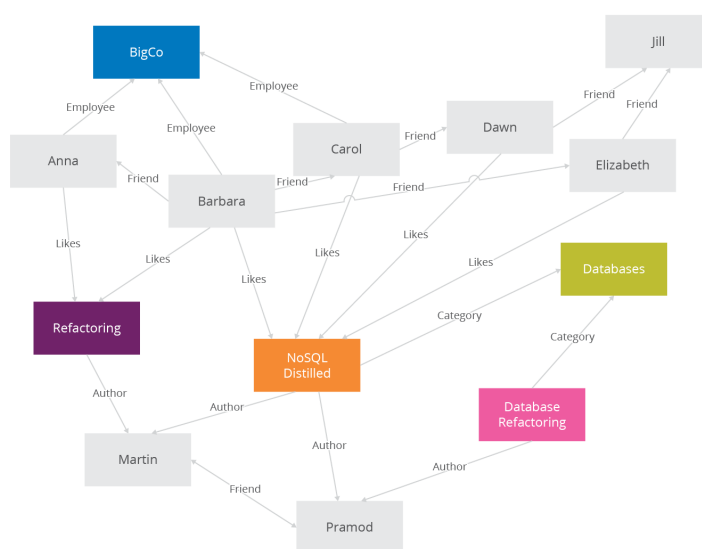 Jill
BigCo
Employee
Friend
Employee
Friend
Dawn
Employee
Carol
Friend
Anna
Elizabeth
Friend
Friend
Friend
Barbara
Likes
Likes
Likes
Likes
Likes
Likes
Databases
Refactoring
Category
Category
NoSQL
Distilled
Author
Author
Database
Refactoring
Author
Martin
Author
Friend
Pramod